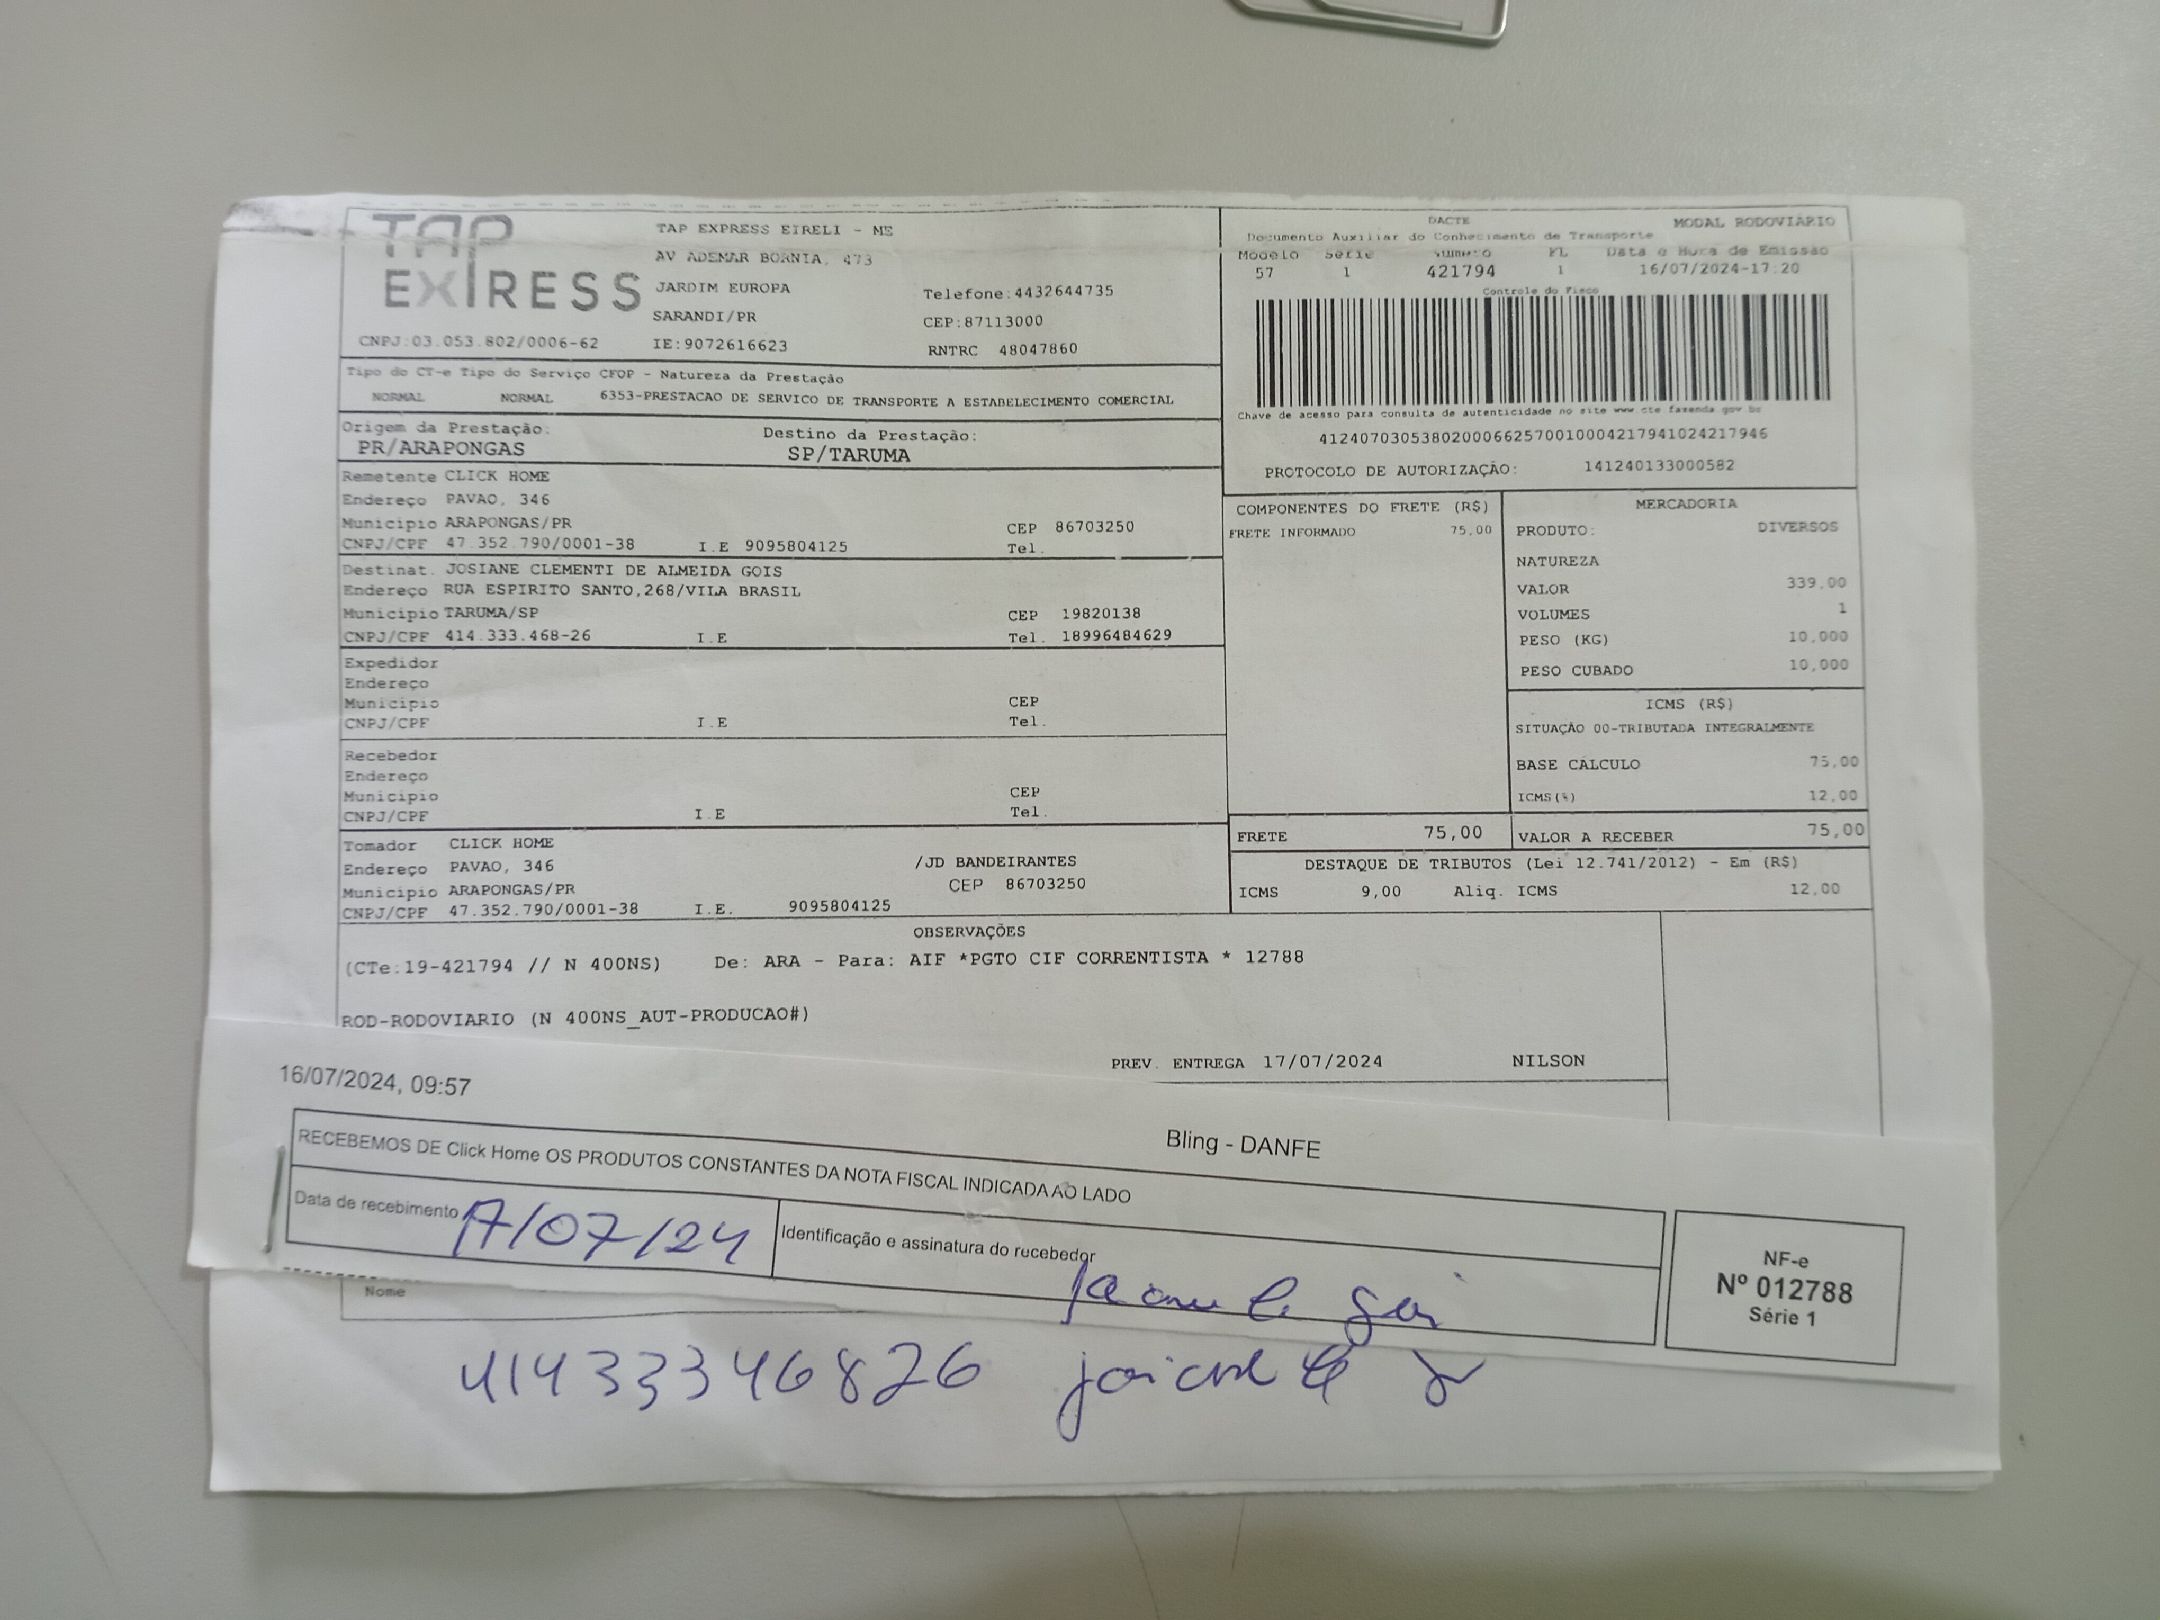 TAP
EXPRESS
CNPJ:03.053.802/0006-62
TAP EXPRESS EIRELI - ME
AV ADEMAR BORNIA, 473
JARDIM EUROPA
SARANDI/PR
IE:9072616623
Telefone:4432644735
CEP:87113000
RNTRC 48047860
DACTE
MODAL RODOVIÁRIO
Documento Auxiliar do Conhecimento de Transporte
Modelo Serie Numero FL Data e Hora de Emissão
57 1 421794 1 16/07/2024-17:20
Controle do Fisco
Chave de acesso para consulta de autenticidade no site www.cte.fazenda.gov.br
41240703053802000662570010004217941024217946
PROTOCOLO DE AUTORIZAÇÃO: 141240133000582
Tipo do CT-e Tipo do Serviço CFOP - Natureza da Prestação
NORMAL NORMAL 6353-PRESTACAO DE SERVICO DE TRANSPORTE A ESTABELECIMENTO COMERCIAL
Origem da Prestação: Destino da Prestação:
PR/ARAPONGAS SP/TARUMA
Remetente CLICK HOME
Endereço PAVAO, 346
Municipio ARAPONGAS/PR CEP 86703250
CNPJ/CPF 47.352.790/0001-38 I.E 9095804125 Tel.
Destinat. JOSIANE CLEMENTI DE ALMEIDA GOIS
Endereço RUA ESPIRITO SANTO,268/VILA BRASIL
Municipio TARUMA/SP CEP 19820138
CNPJ/CPF 414.333.468-26 I.E Tel. 18996484629
Expedidor
Endereço
Municipio CEP
CNPJ/CPF I.E Tel.
Recebedor
Endereço
Municipio CEP
CNPJ/CPF I.E Tel.
Tomador CLICK HOME
Endereço PAVAO, 346 /JD BANDEIRANTES
Municipio ARAPONGAS/PR CEP 86703250
CNPJ/CPF 47.352.790/0001-38 I.E. 9095804125
COMPONENTES DO FRETE (R$)
FRETE INFORMADO 75,00
MERCADORIA
PRODUTO: DIVERSOS
NATUREZA
VALOR 339,00
VOLUMES 1
PESO (KG) 10,000
PESO CUBADO 10,000
ICMS (R$)
SITUAÇÃO 00-TRIBUTADA INTEGRALMENTE
BASE CÁLCULO 75,00
ICMS(%) 12,00
FRETE 75,00 VALOR A RECEBER 75,00
DESTAQUE DE TRIBUTOS (Lei 12.741/2012) - Em (R$)
ICMS 9,00 Aliq. ICMS 12,00
OBSERVAÇÕES
(CTe:19-421794 // N 400NS) De: ARA - Para: AIF *PGTO CIF CORRENTISTA * 12788
ROD-RODOVIARIO (N 400NS_AUT-PRODUCAO#)
PREV. ENTREGA 17/07/2024 NILSON
16/07/2024, 09:57
Bling - DANFE
RECEBEMOS DE Click Home OS PRODUTOS CONSTANTES DA NOTA FISCAL INDICADA AO LADO
Data de recebimento 17/07/24
Identificação e assinatura do recebedor
NF-e
Nº 012788
Série 1
Nome
41433346826